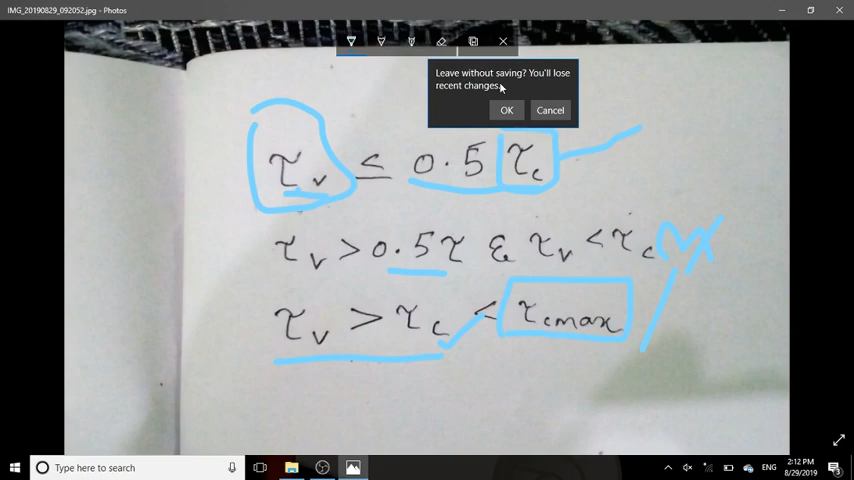 IMG_20190829_092052.jpg - Photos
Leave without saving? You'll lose
recent changes.
OK Cancel
τv ≤ 0.5 τc
τv > 0.5τ & τv < τc
τv > τc < τcmax
Type here to search
ENG
2:12 PM
8/29/2019
3